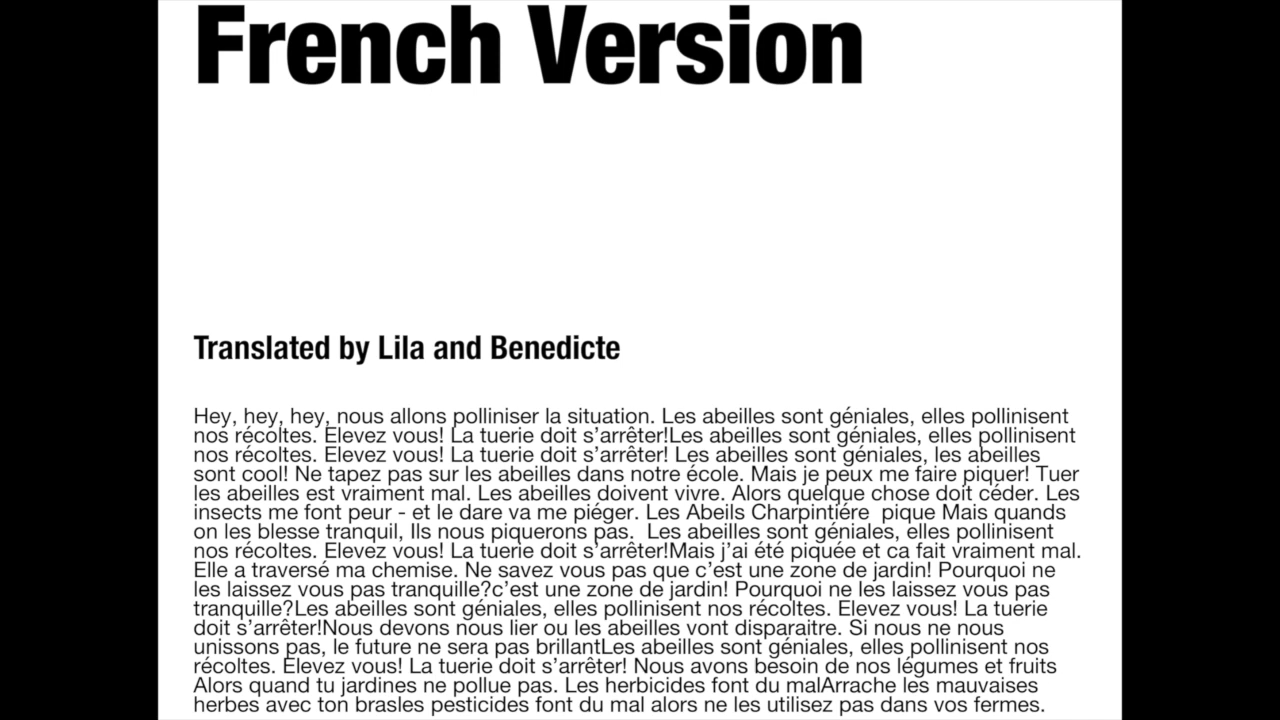 French Version
Translated by Lila and Benedicte
Hey, hey, hey, nous allons polliniser la situation. Les abeilles sont géniales, elles pollinisent
nos récoltes. Elevez vous! La tuerie doit s’arrêter!Les abeilles sont géniales, elles pollinisent
nos récoltes. Elevez vous! La tuerie doit s’arrêter! Les abeilles sont géniales, les abeilles
sont cool! Ne tapez pas sur les abeilles dans notre école. Mais je peux me faire piquer! Tuer
les abeilles est vraiment mal. Les abeilles doivent vivre. Alors quelque chose doit céder. Les
insects me font peur - et le dare va me piéger. Les Abeils Charpintiére  pique Mais quands
on les blesse tranquil, Ils nous piquerons pas.  Les abeilles sont géniales, elles pollinisent
nos récoltes. Elevez vous! La tuerie doit s’arrêter!Mais j’ai été piquée et ca fait vraiment mal.
Elle a traversé ma chemise. Ne savez vous pas que c’est une zone de jardin! Pourquoi ne
les laissez vous pas tranquille?c’est une zone de jardin! Pourquoi ne les laissez vous pas
tranquille?Les abeilles sont géniales, elles pollinisent nos récoltes. Elevez vous! La tuerie
doit s’arrêter!Nous devons nous lier ou les abeilles vont disparaitre. Si nous ne nous
unissons pas, le future ne sera pas brillantLes abeilles sont géniales, elles pollinisent nos
récoltes. Elevez vous! La tuerie doit s’arrêter! Nous avons besoin de nos légumes et fruits
Alors quand tu jardines ne pollue pas. Les herbicides font du malArrache les mauvaises
herbes avec ton brasles pesticides font du mal alors ne les utilisez pas dans vos fermes.